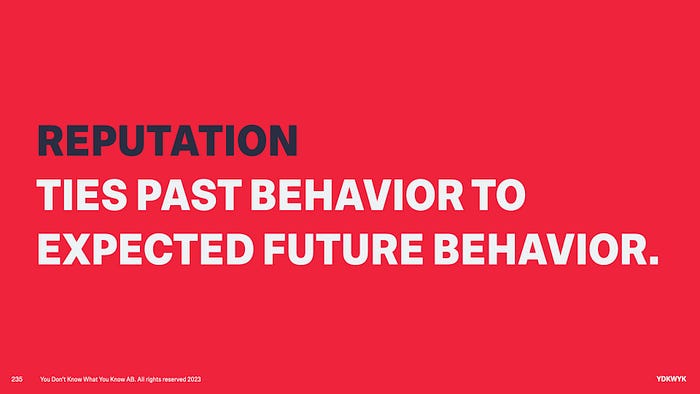 REPUTATION
TIES PAST BEHAVIOR TO
EXPECTED FUTURE BEHAVIOR.
235 You Don't Know What You Know AB. All rights reserved 2023 YDKWYK